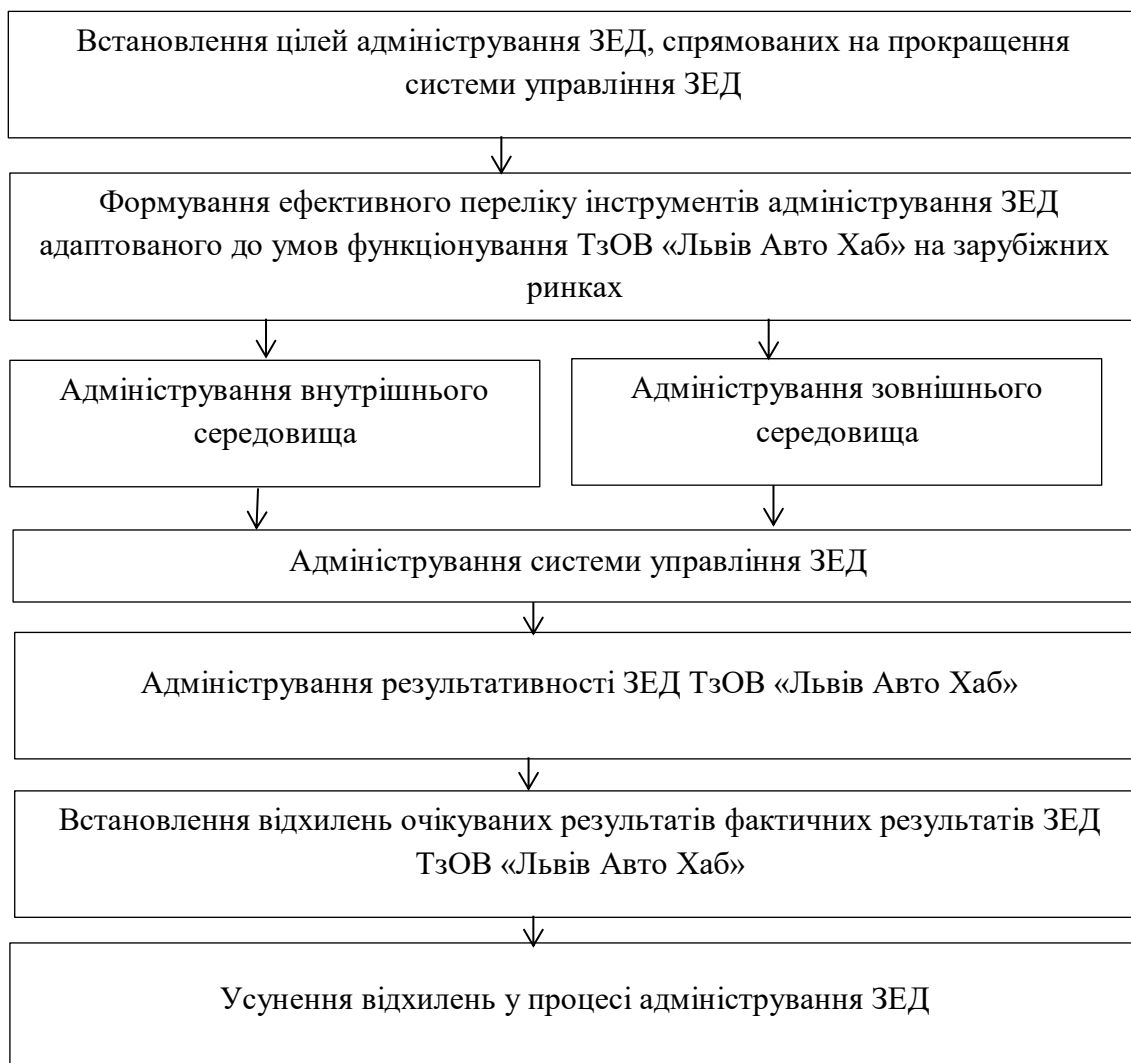 Встановлення цілей адміністрування ЗЕД, спрямованих на прокращення
системи управління ЗЕД
Формування ефективного переліку інструментів адміністрування ЗЕД
адаптованого до умов функціонування ТзОВ «Львів Авто Хаб» на зарубіжних
ринках
Адміністрування внутрішнього
середовища
Адміністрування зовнішнього
середовища
Адміністрування системи управління ЗЕД
Адміністрування результативності ЗЕД ТзОВ «Львів Авто Хаб»
Встановлення відхилень очікуваних результатів фактичних результатів ЗЕД
ТзОВ «Львів Авто Хаб»
Усунення відхилень у процесі адміністрування ЗЕД